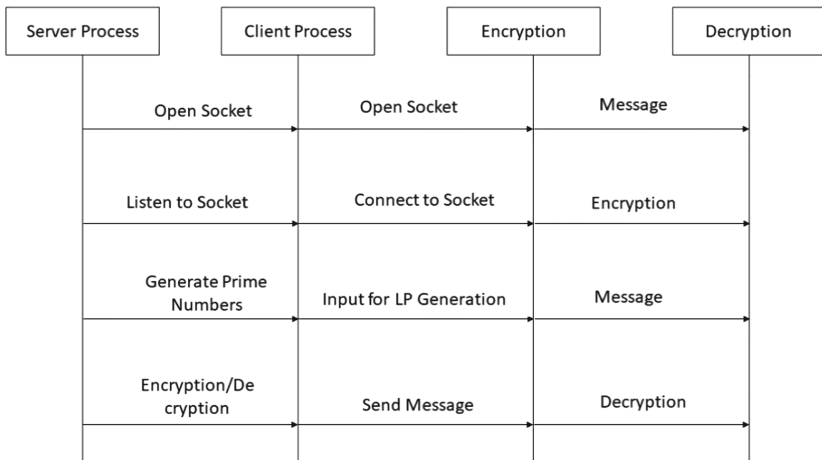 Server Process
Client Process
Encryption
Decryption
Open Socket
Open Socket
Message
Listen to Socket
Connect to Socket
Encryption
Generate Prime
Numbers
Input for LP Generation
Message
Encryption/De
cryption
Send Message
Decryption